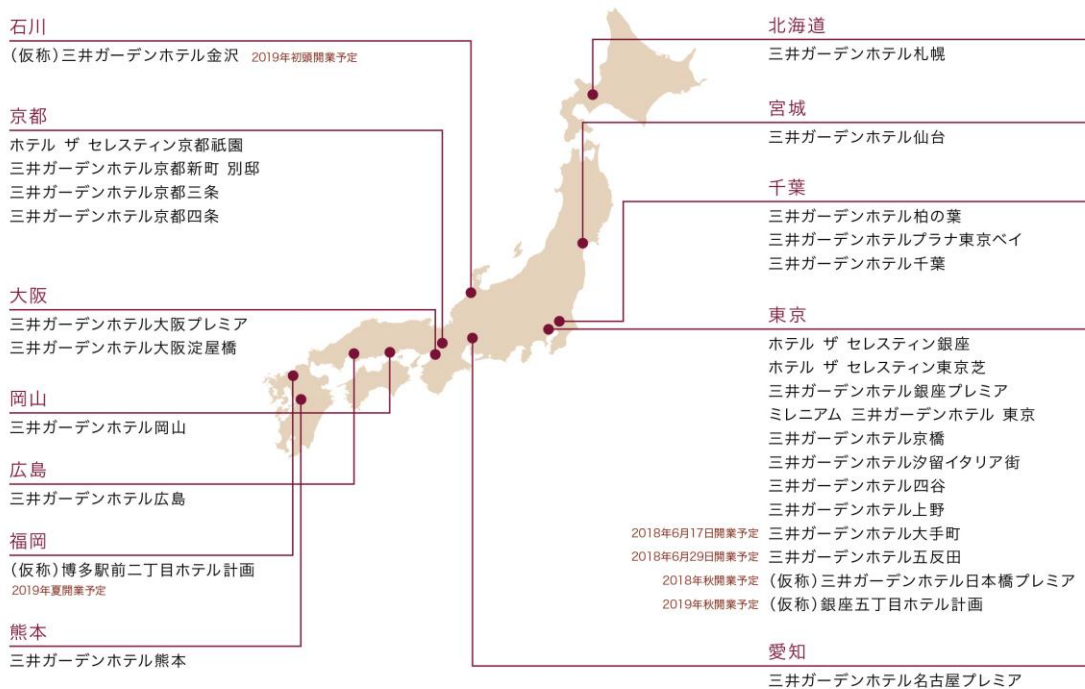 石川
(仮称)三井ガーデンホテル金沢 2019年初頭開業予定
京都
ホテル ザ セレスティン京都祇園
三井ガーデンホテル京都新町 別邸
三井ガーデンホテル京都三条
三井ガーデンホテル京都四条
大阪
三井ガーデンホテル大阪プレミア
三井ガーデンホテル大阪淀屋橋
岡山
三井ガーデンホテル岡山
広島
三井ガーデンホテル広島
福岡
(仮称)博多駅前二丁目ホテル計画
2019年夏開業予定
熊本
三井ガーデンホテル熊本
北海道
三井ガーデンホテル札幌
宮城
三井ガーデンホテル仙台
千葉
三井ガーデンホテル柏の葉
三井ガーデンホテルプラナ東京ベイ
三井ガーデンホテル千葉
東京
ホテル ザ セレスティン銀座
ホテル ザ セレスティン東京芝
三井ガーデンホテル銀座プレミア
ミレニアム 三井ガーデンホテル 東京
三井ガーデンホテル京橋
三井ガーデンホテル汐留イタリア街
三井ガーデンホテル四谷
三井ガーデンホテル上野
2018年6月17日開業予定 三井ガーデンホテル大手町
2018年6月29日開業予定 三井ガーデンホテル五反田
2018年秋開業予定 (仮称)三井ガーデンホテル日本橋プレミア
2019年秋開業予定 (仮称)銀座五丁目ホテル計画
愛知
三井ガーデンホテル名古屋プレミア